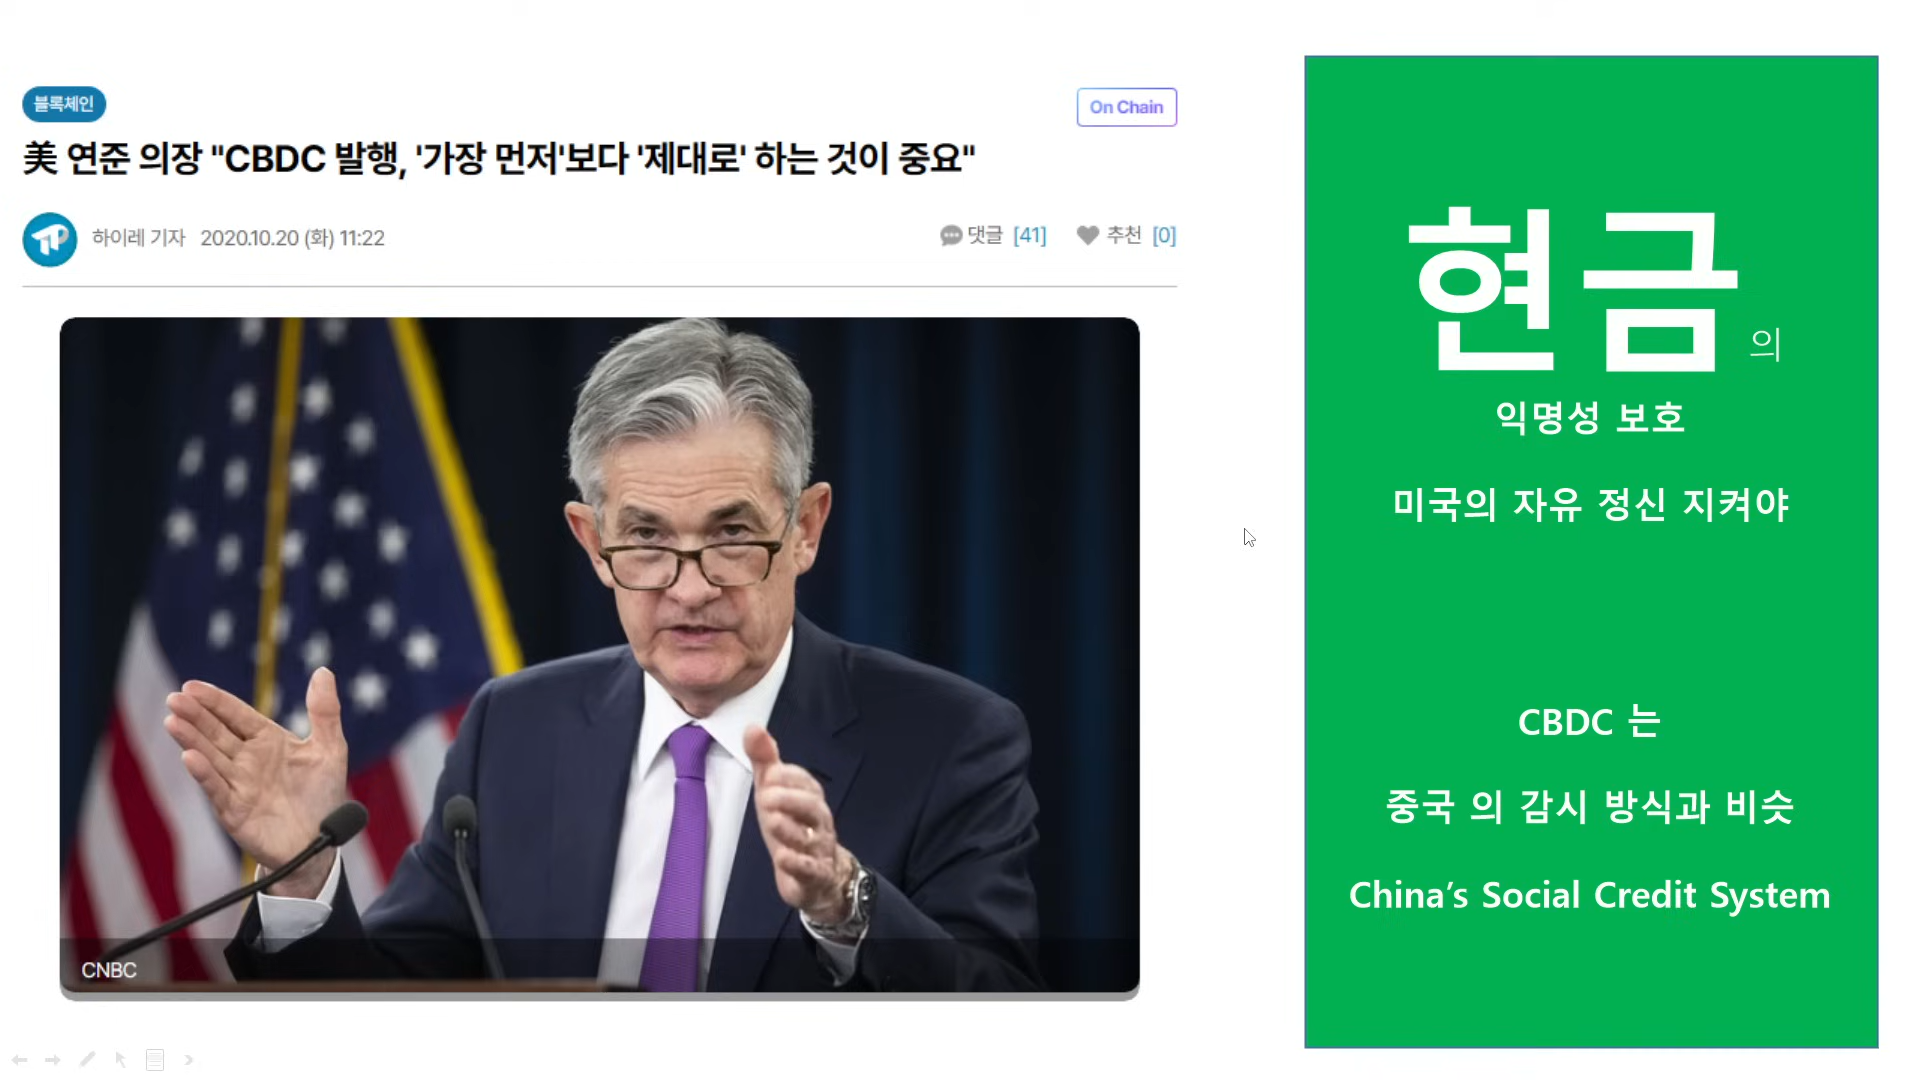 블록체인
On Chain
美 연준 의장 "CBDC 발행, '가장 먼저'보다 '제대로' 하는 것이 중요"
하이레 기자 2020.10.20 (화) 11:22
댓글 [41] 추천 [0]
CNBC
현금의
익명성 보호
미국의 자유 정신 지켜야
CBDC 는
중국 의 감시 방식과 비슷
China’s Social Credit System